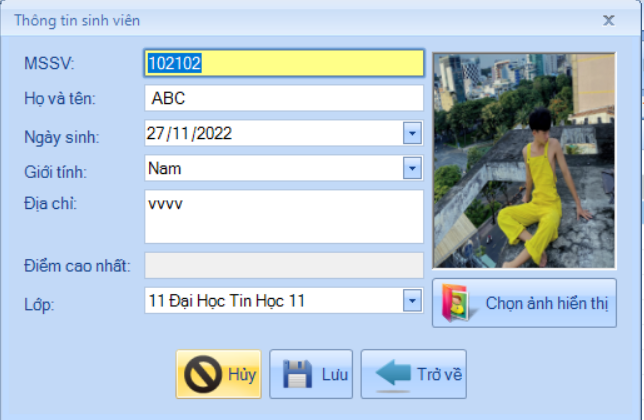 Thông tin sinh viên
MSSV: 102102
Họ và tên: ABC
Ngày sinh: 27/11/2022
Giới tính: Nam
Địa chỉ: vvvv
Điểm cao nhất:
Lớp: 11 Đại Học Tin Học 11
Chọn ảnh hiển thị
Hủy Lưu Trở về